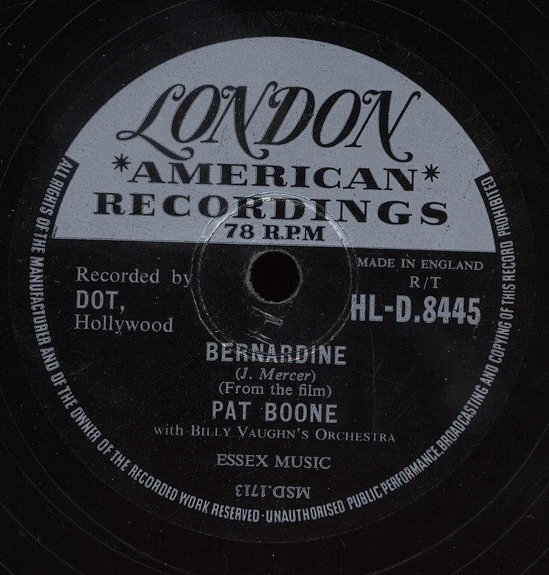 LONDON
*AMERICAN*
RECORDINGS
78 R.P.M
Recorded by
DOT,
Hollywood
MADE IN ENGLAND
R/T
HL-D.8445
BERNARDINE
(J. Mercer)
(From the film)
PAT BOONE
with BILLY VAUGHN'S ORCHESTRA
ESSEX MUSIC
MSD.1713
ALL RIGHTS OF THE MANUFACTURER AND OF THE OWNER OF THE RECORDED WORK RESERVED·UNAUTHORISED PUBLIC PERFORMANCE, BROADCASTING AND COPYING OF THIS RECORD PROHIBITED